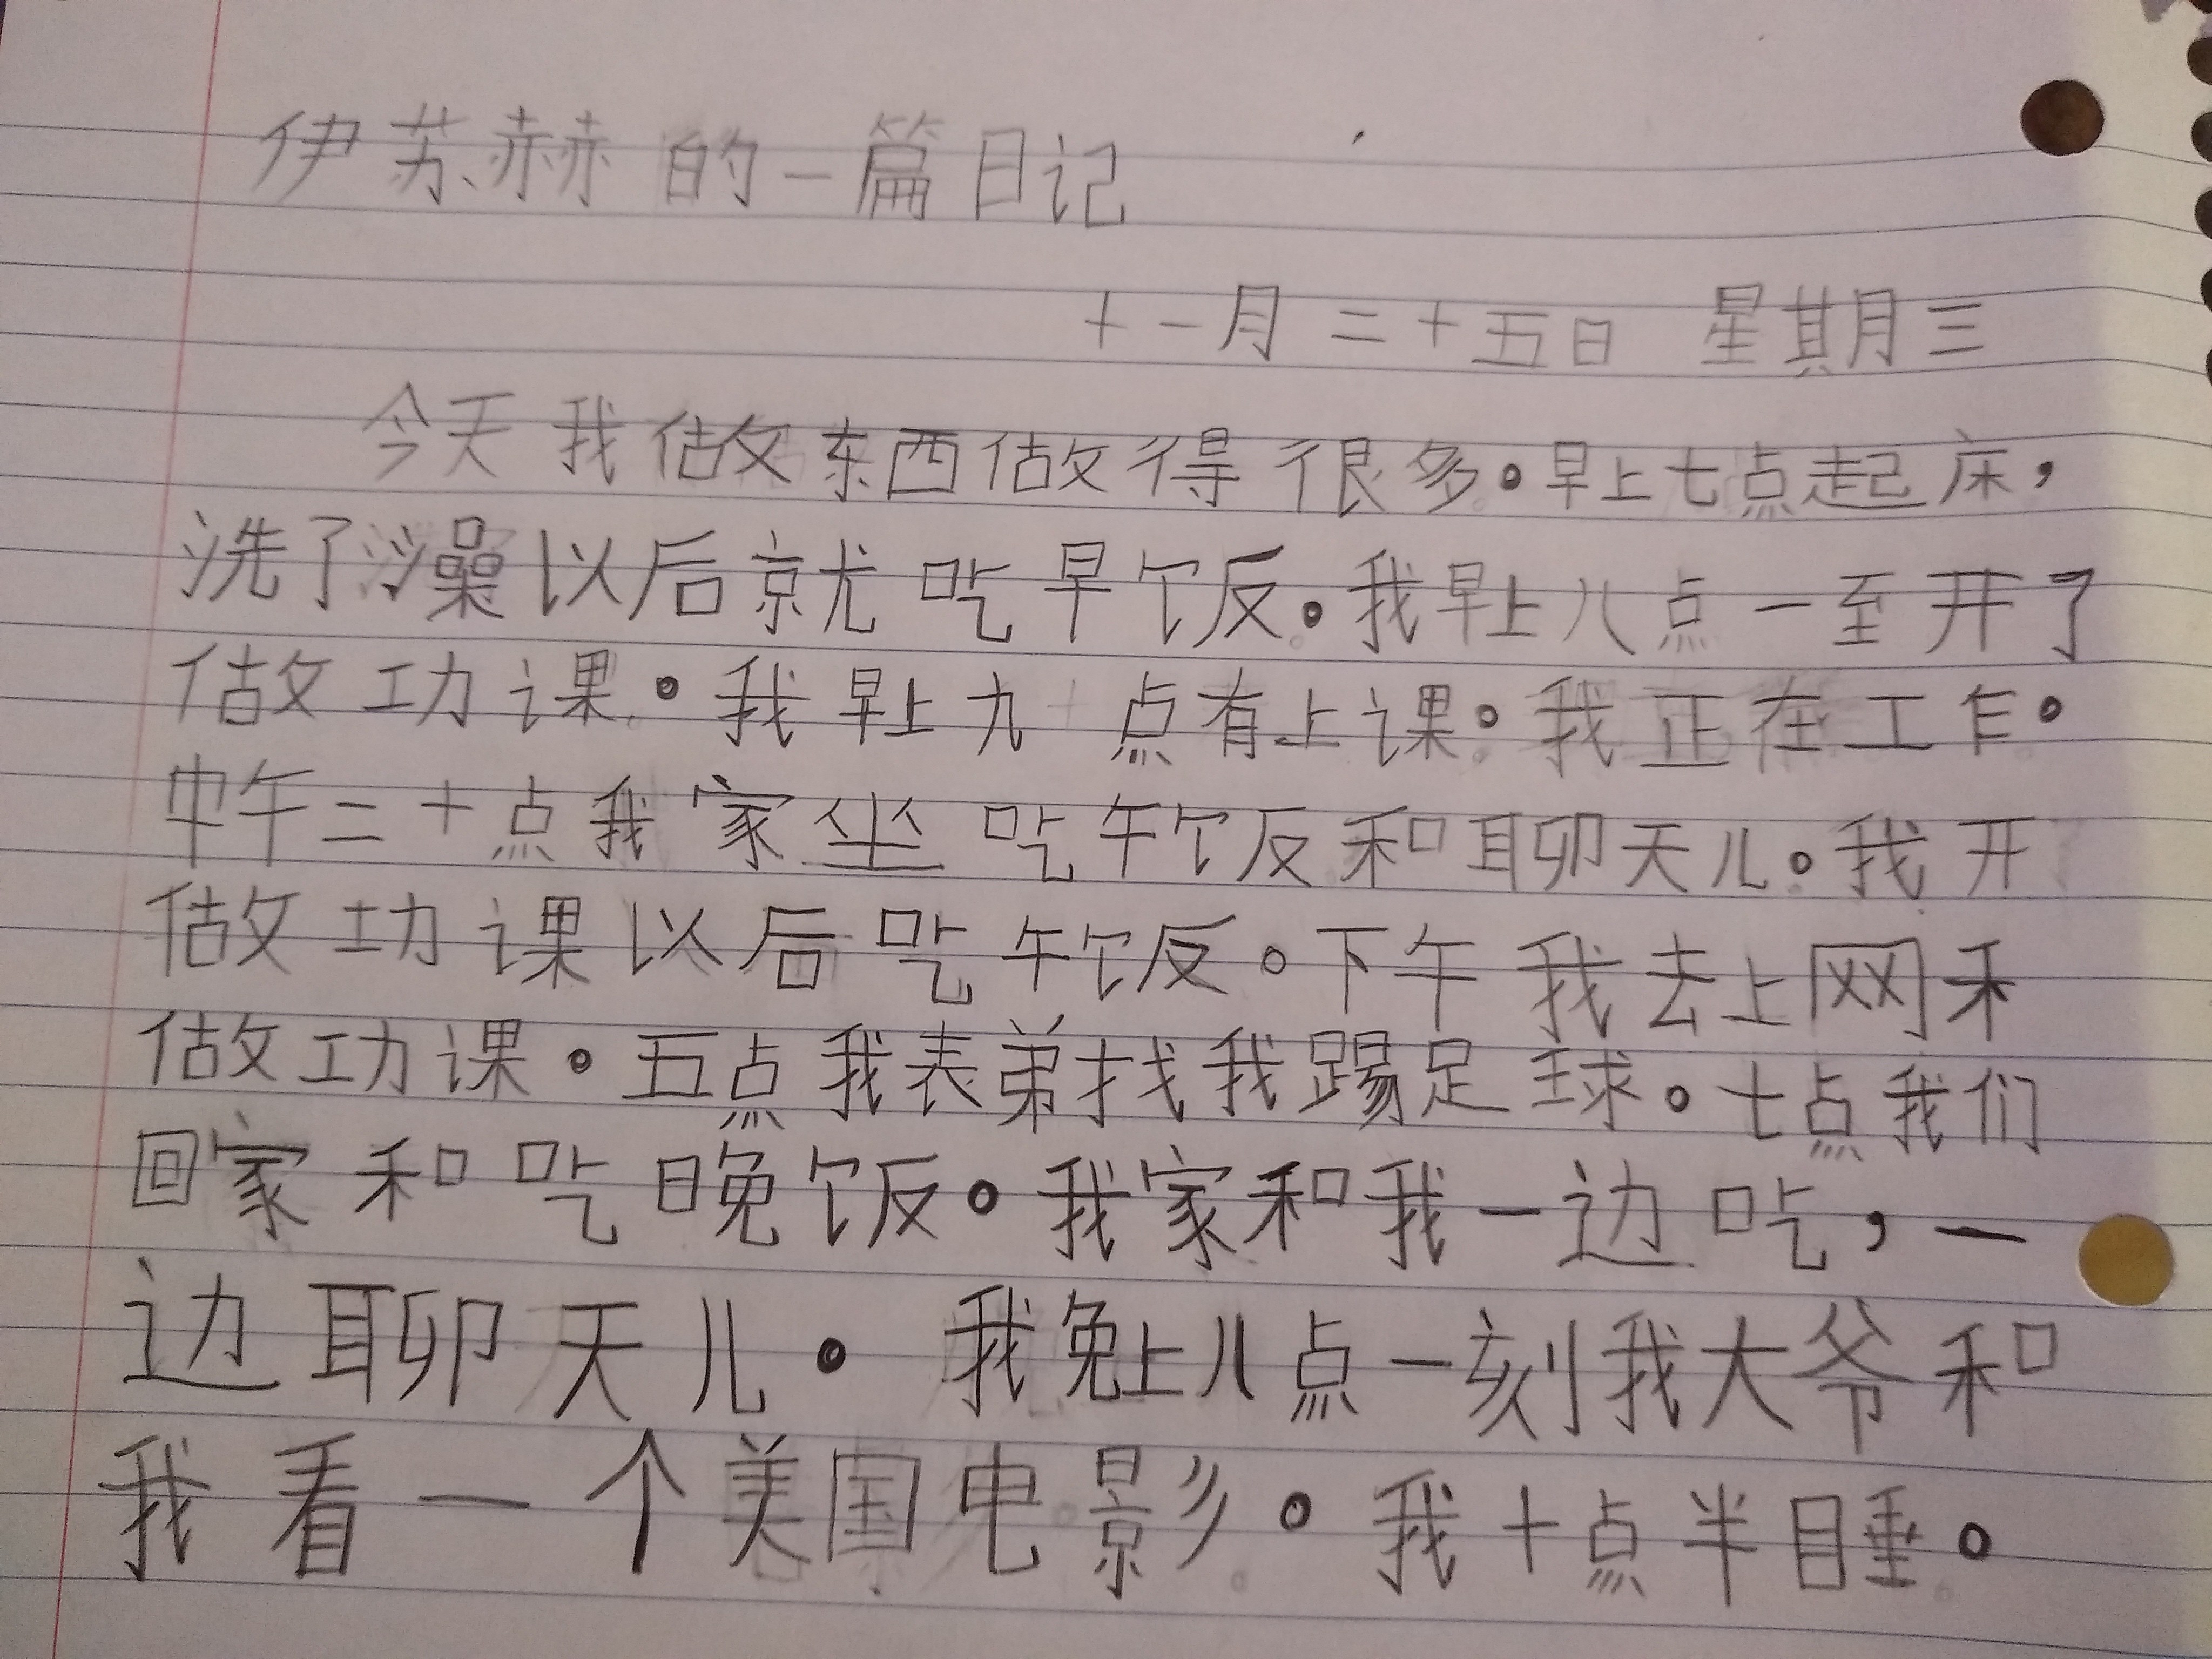 伊苏赫的一篇日记
十一月二十五日 星期三
今天我做东西做得很多。早上七点起床，
洗了澡以后就吃早饭。我早上八点一至开了
做功课。我早上九点有上课。我正在工乍。
中午二十点我家坐吃午饭和聊天儿。我开
做功课以后吃午饭。下午我去上网禾
做功课。五点我表弟找我踢足球。七点我们
回家和吃晚饭。我家和我一边吃，一
边聊天儿。我免上八点一刻我大爷和
我看一个美国电影。我十点半睡。